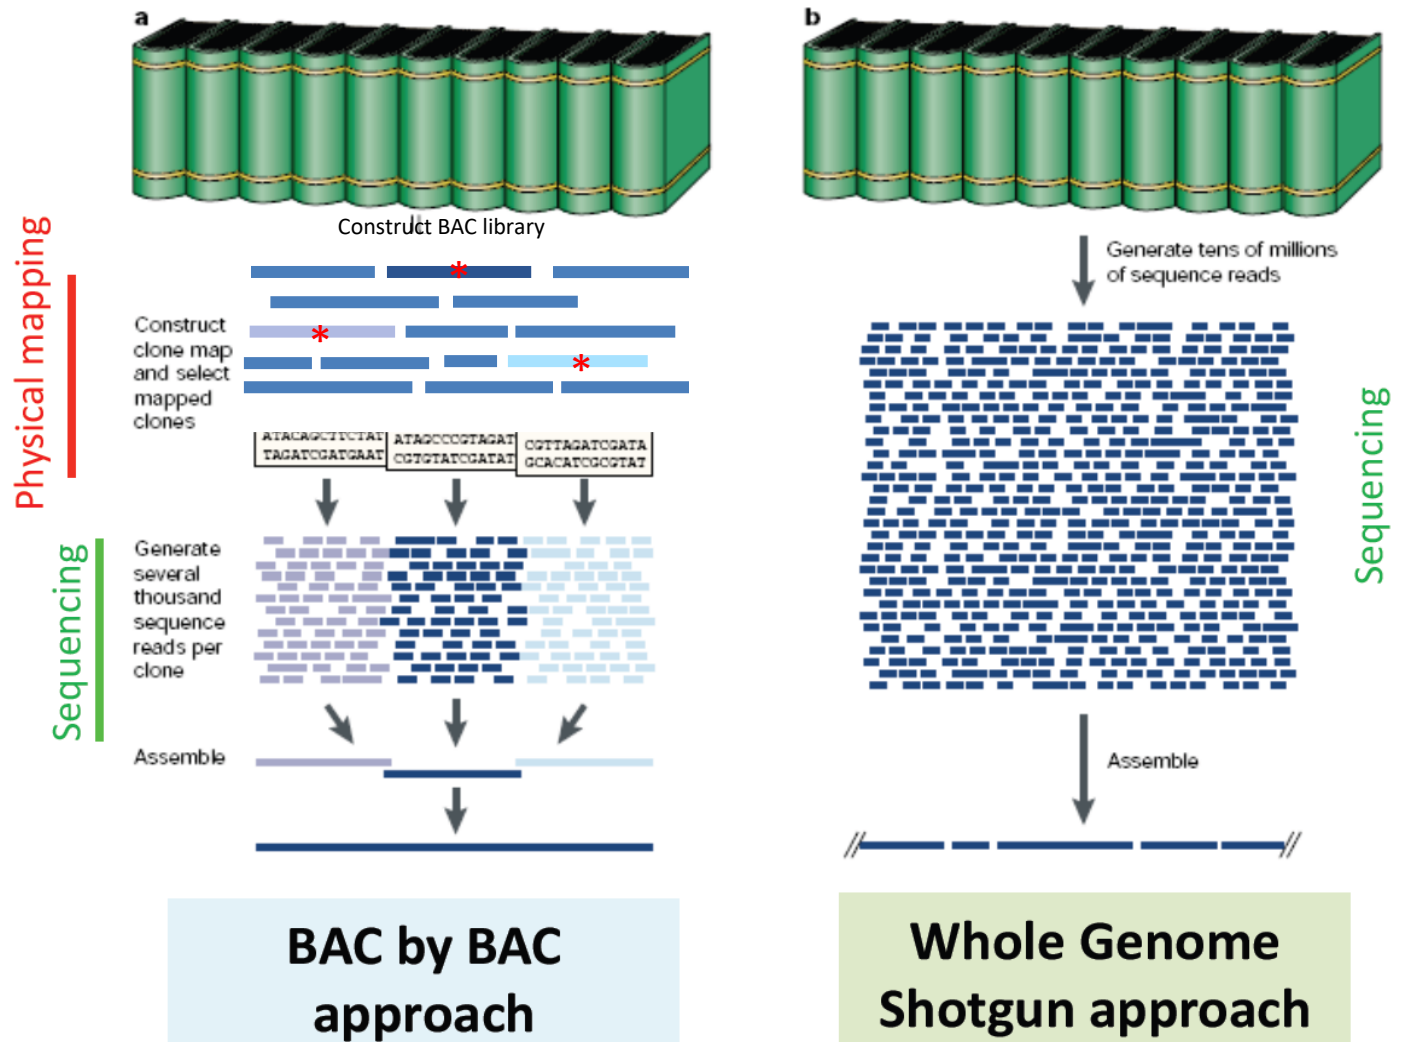 a
Construct BAC library
Physical mapping
Construct
clone map
and select
mapped
clones
*
*
*
ATACAGCTTCTAT
TAGATCGATGAAT
ATAGCCCGTAGAT
CGTGTATCGATAT
CGTTAGATCGATA
GCACATCGCGTAT
Sequencing
Generate
several
thousand
sequence
reads per
clone
Assemble
BAC by BAC
approach
b
Generate tens of millions
of sequence reads
Sequencing
Assemble
Whole Genome
Shotgun approach